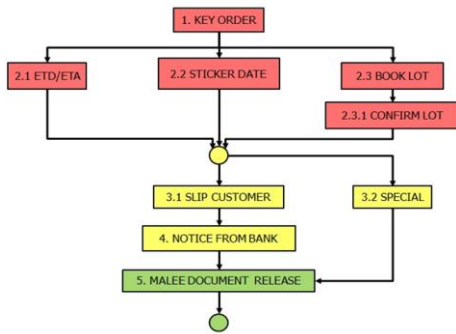 1. KEY ORDER
2.1 ETD/ETA
2.2 STICKER DATE
2.3 BOOK LOT
2.3.1 CONFIRM LOT
3.1 SLIP CUSTOMER
3.2 SPECIAL
4. NOTICE FROM BANK
5. MALEE DOCUMENT RELEASE